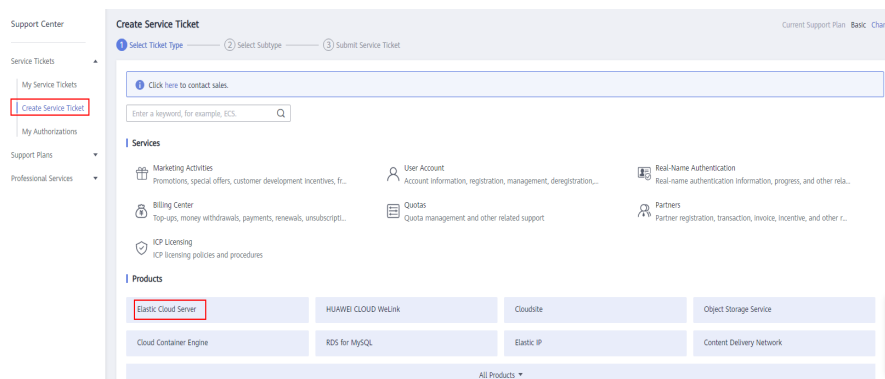 Support Center
Service Tickets
My Service Tickets
Create Service Ticket
My Authorizations
Support Plans
Professional Services
Create Service Ticket
Current Support Plan Basic
1 Select Ticket Type
2 Select Subtype
3 Submit Service Ticket
Click here to contact sales.
Enter a keyword, for example, ECS.
Services
Marketing Activities
Promotions, special offers, customer development incentives, fr...
User Account
Account information, registration, management, deregistration,...
Real-Name Authentication
Real-name authentication information, progress, and other rela...
Billing Center
Top-ups, money withdrawals, payments, renewals, unsubscripti...
Quotas
Quota management and other related support
Partners
Partner registration, transaction, invoice, incentive, and other r...
ICP Licensing
ICP licensing policies and procedures
Products
Elastic Cloud Server
HUAWEI CLOUD WeLink
Cloudsite
Object Storage Service
Cloud Container Engine
RDS for MySQL
Elastic IP
Content Delivery Network
All Products